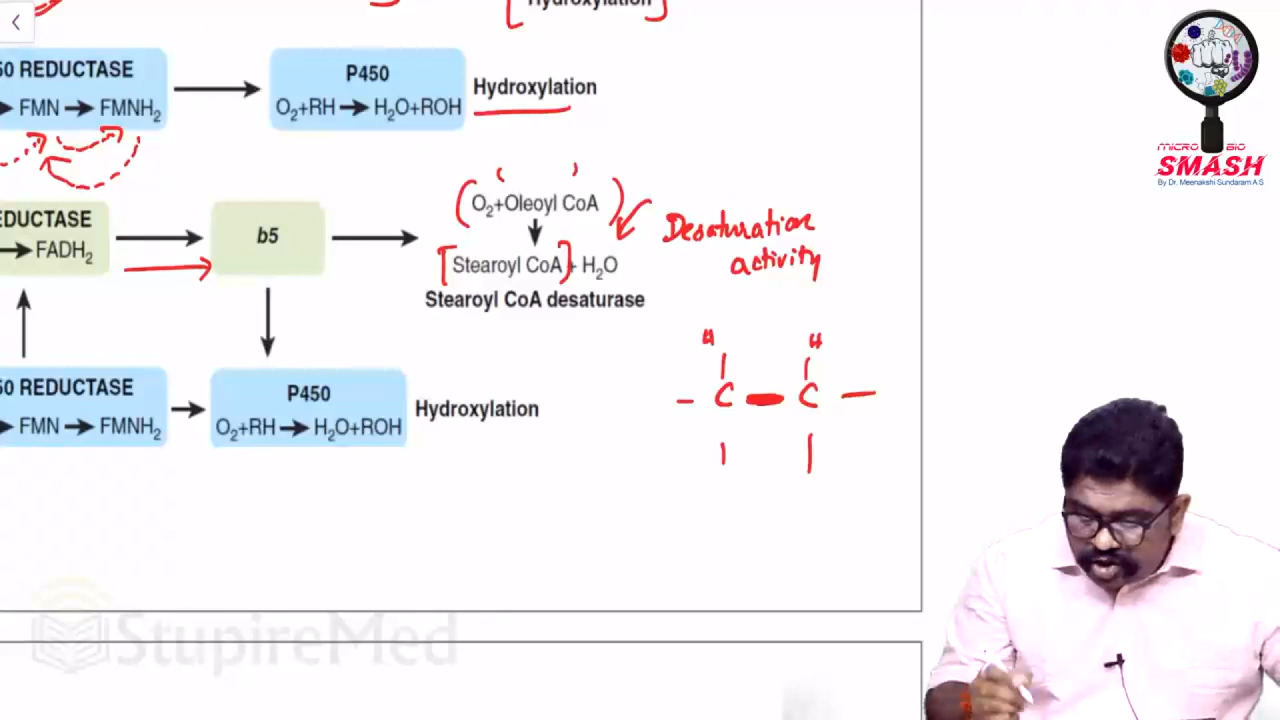 [Hydroxylation]
50 REDUCTASE
FMN → FMNH₂
P450
O₂+RH → H₂O+ROH
Hydroxylation
EDUCTASE
→ FADH₂
b5
(O₂+Oleoyl CoA)
[Stearoyl CoA] + H₂O
Stearoyl CoA desaturase
Desaturation
activity
H H
– C – C –
50 REDUCTASE
→ FMN → FMNH₂
P450
O₂+RH → H₂O+ROH
Hydroxylation
StupireMed
MICRO BIO
SMASH
By Dr. Meenakshi Sundaram A S